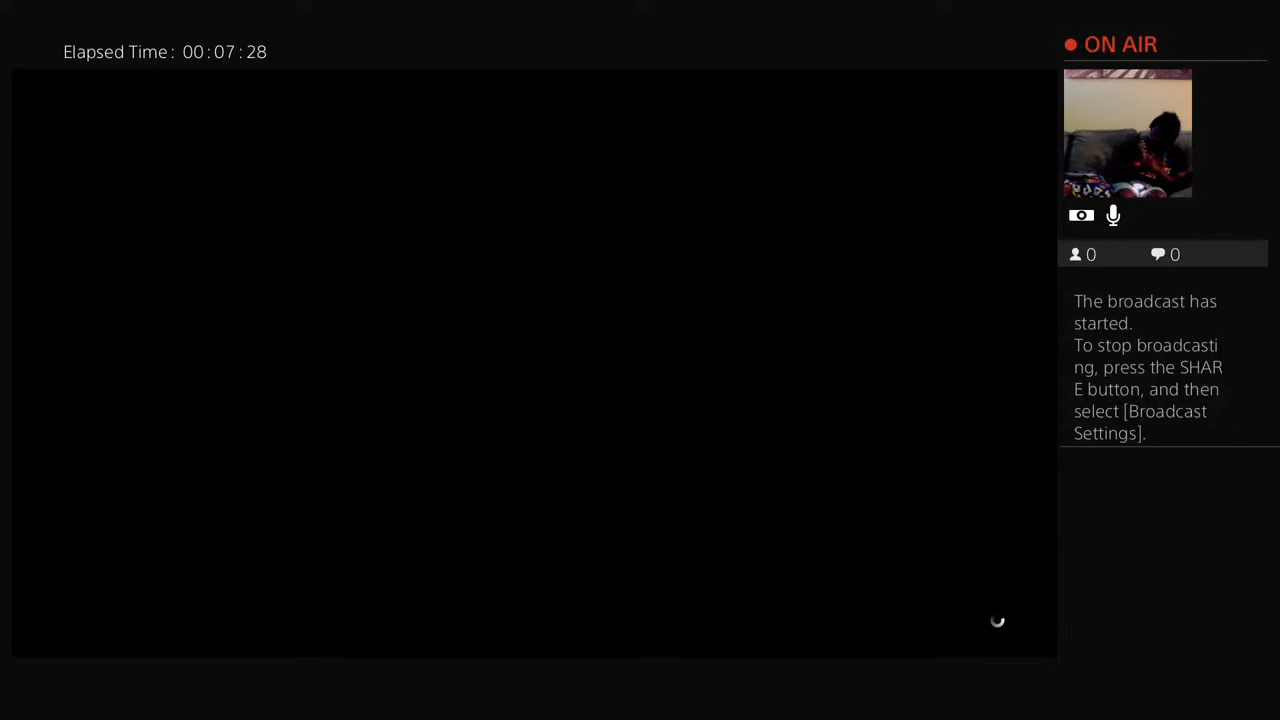 Elapsed Time: 00:07:28
ON AIR
0
0
The broadcast has
started.
To stop broadcasti
ng, press the SHAR
E button, and then
select [Broadcast
Settings].